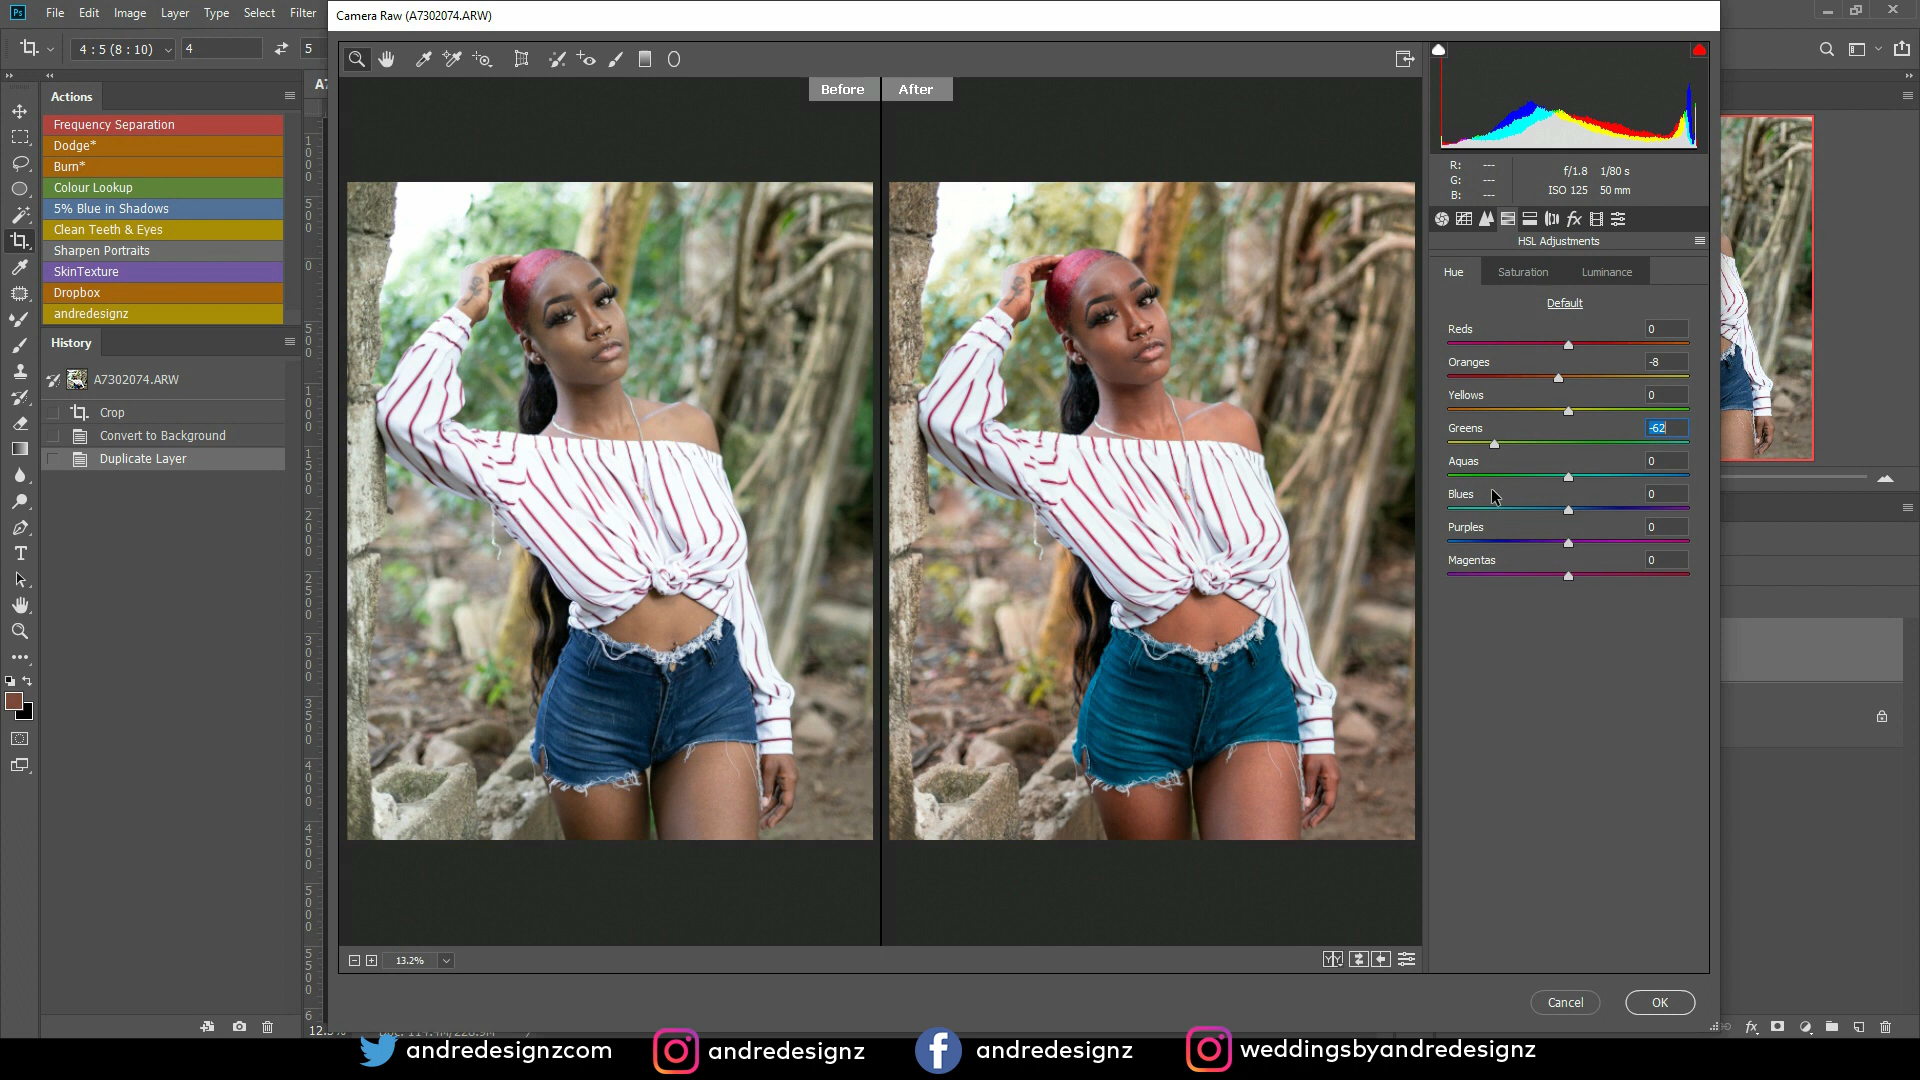 Ps File Edit Image Layer Type Select Filter
Camera Raw (A7302074.ARW)
4 : 5 (8 : 10) 4 5
Actions
Frequency Separation
Dodge*
Burn*
Colour Lookup
5% Blue in Shadows
Clean Teeth & Eyes
Sharpen Portraits
SkinTexture
Dropbox
andredesignz
History
A7302074.ARW
Crop
Convert to Background
Duplicate Layer
Before After
R: ---
G: ---
B: ---
f/1.8 1/80 s
ISO 125 50 mm
HSL Adjustments
Hue Saturation Luminance
Default
Reds 0
Oranges -8
Yellows 0
Greens -62
Aquas 0
Blues 0
Purples 0
Magentas 0
13.2%
Cancel OK
andredesignzcom andredesignz andredesignz weddingsbyandredesignz